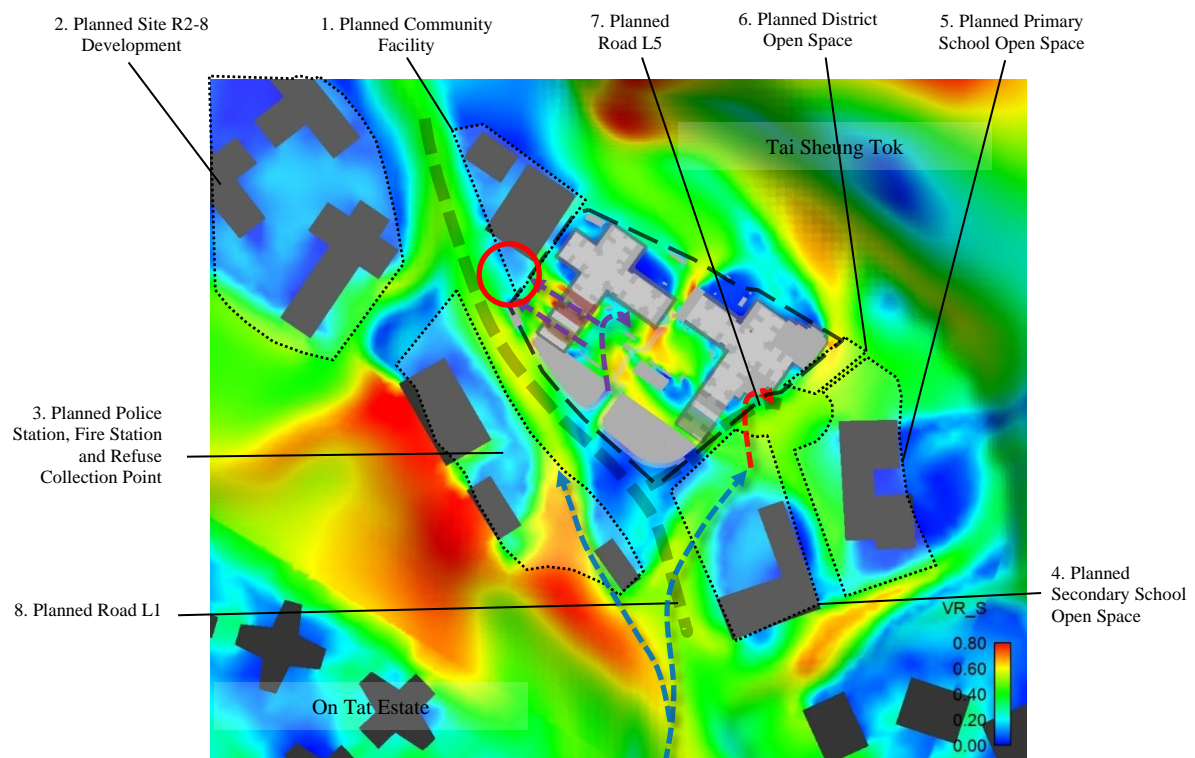 2. Planned Site R2-8
Development
1. Planned Community
Facility
7. Planned
Road L5
6. Planned District
Open Space
5. Planned Primary
School Open Space
Tai Sheung Tok
3. Planned Police
Station, Fire Station
and Refuse
Collection Point
8. Planned Road L1
4. Planned
Secondary School
Open Space
On Tat Estate
VR_S
0.80
0.60
0.40
0.20
0.00